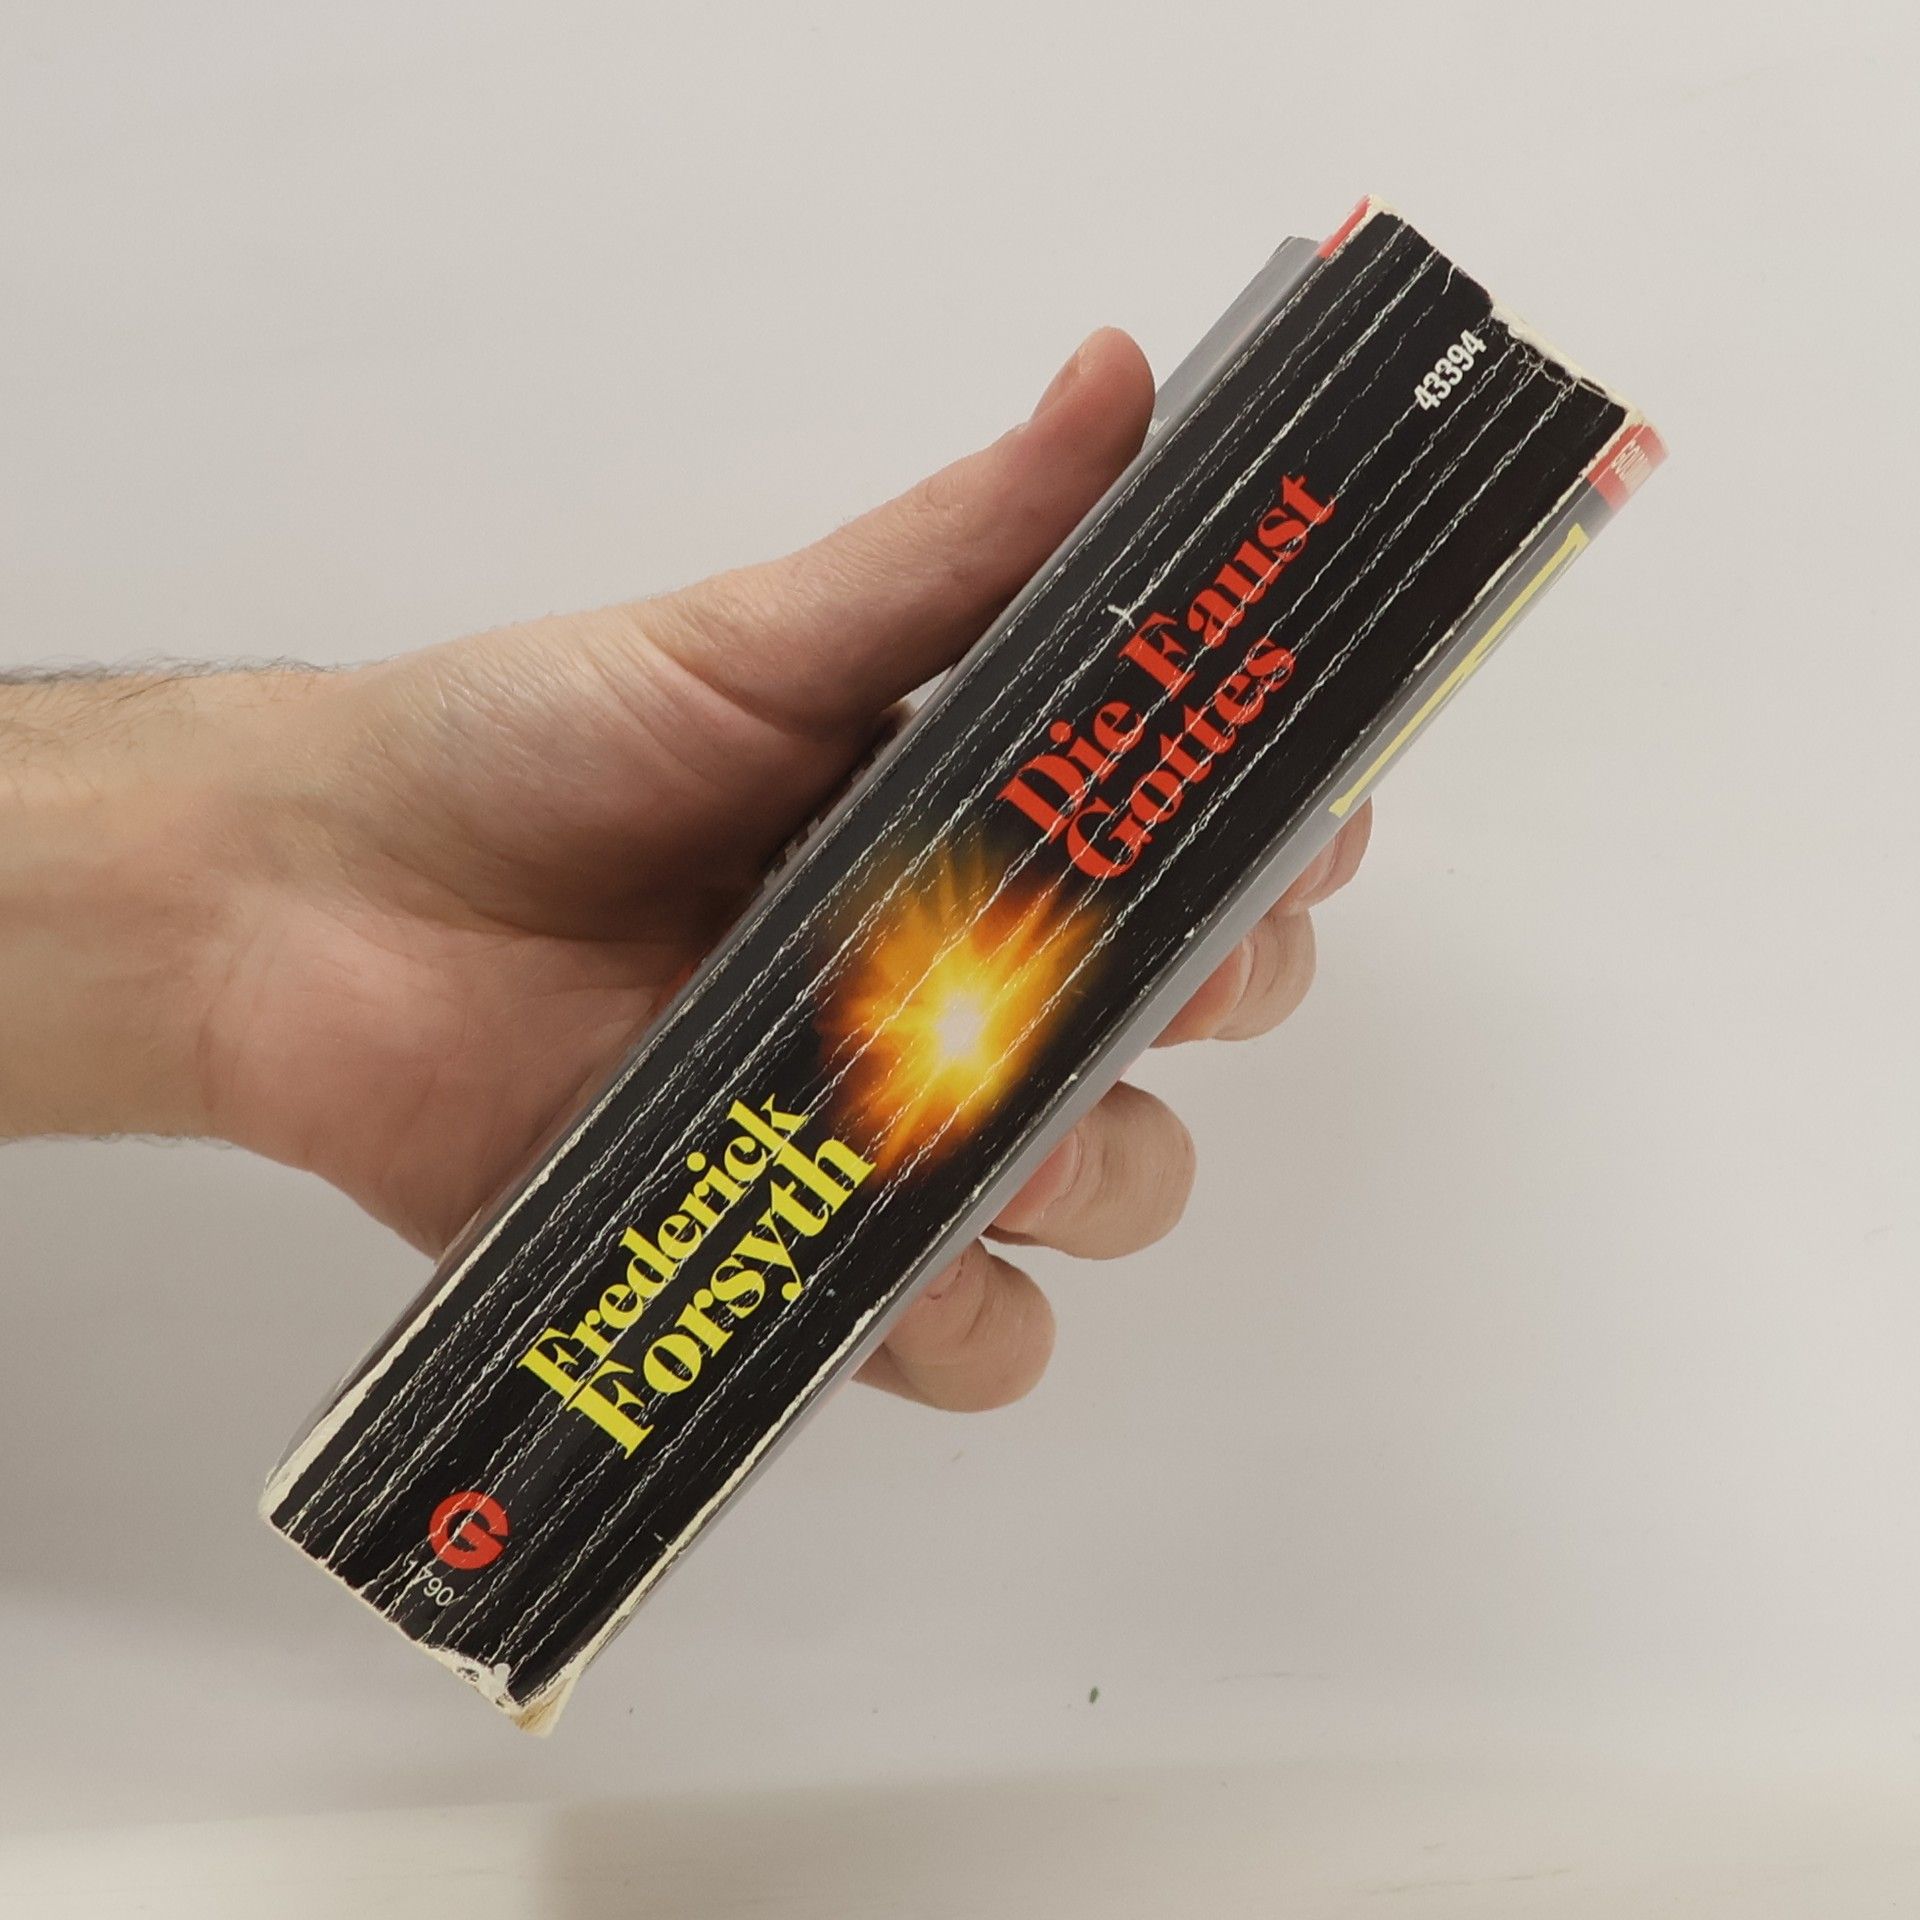 Frederick
Forsyth
Die Faust
Gottes
43394
1790